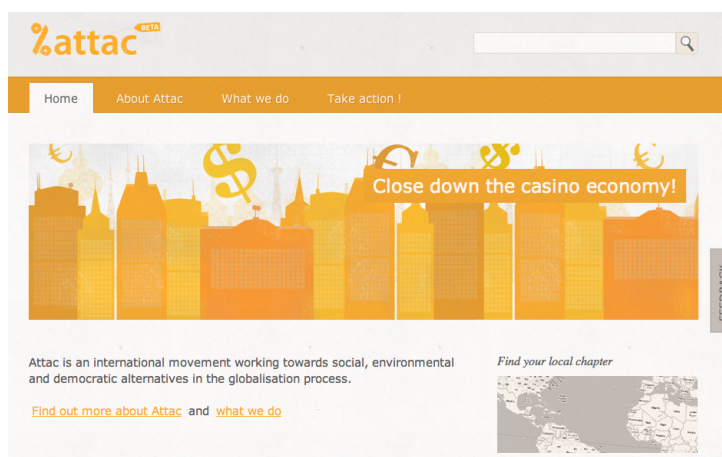 attac BETA
Home About Attac What we do Take action !
Close down the casino economy!
FEEDBACK
Attac is an international movement working towards social, environmental
and democratic alternatives in the globalisation process.
Find your local chapter
Find out more about Attac and what we do